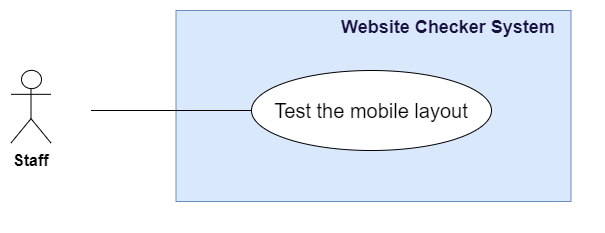 Website Checker System
Test the mobile layout
Staff